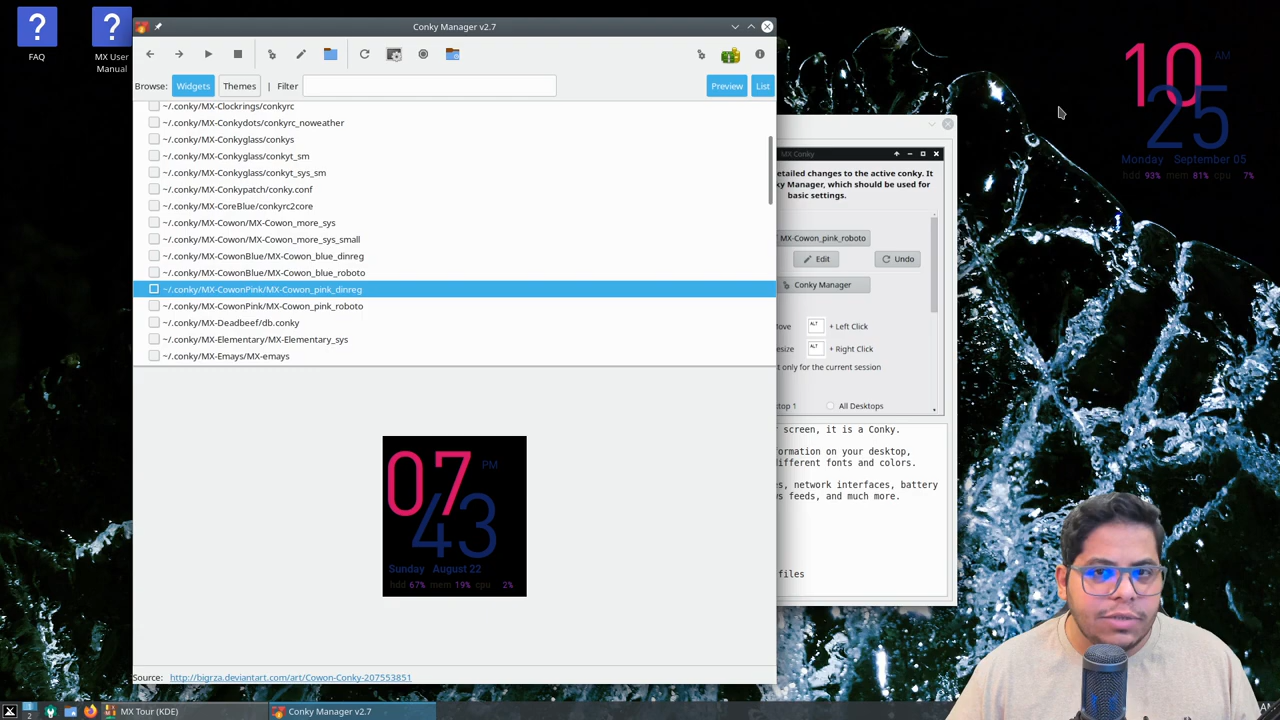 FAQ
MX User
Manual
Conky Manager v2.7
Browse: Widgets Themes | Filter Preview List
~/.conky/MX-Clockrings/conkyrc
~/.conky/MX-Conkydots/conkyrc_noweather
~/.conky/MX-Conkyglass/conkys
~/.conky/MX-Conkyglass/conkyt_sm
~/.conky/MX-Conkyglass/conkyt_sys_sm
~/.conky/MX-Conkypatch/conky.conf
~/.conky/MX-CoreBlue/conkyrc2core
~/.conky/MX-Cowon/MX-Cowon_more_sys
~/.conky/MX-Cowon/MX-Cowon_more_sys_small
~/.conky/MX-CowonBlue/MX-Cowon_blue_dinreg
~/.conky/MX-CowonBlue/MX-Cowon_blue_roboto
~/.conky/MX-CowonPink/MX-Cowon_pink_dinreg
~/.conky/MX-CowonPink/MX-Cowon_pink_roboto
~/.conky/MX-Deadbeef/db.conky
~/.conky/MX-Elementary/MX-Elementary_sys
~/.conky/MX-Emays/MX-emays
07 PM
43
Sunday August 22
hdd 67% mem 19% cpu 2%
Source: http://bigrza.deviantart.com/art/Cowon-Conky-207553851
MX Conky
etailed changes to the active conky. It
ky Manager, which should be used for
basic settings.
MX-Cowon_pink_roboto
Edit Undo
Conky Manager
ove ALT + Left Click
esize ALT + Right Click
t only for the current session
ktop 1 All Desktops
screen, it is a Conky.
ormation on your desktop,
ifferent fonts and colors.
es, network interfaces, battery
ws feeds, and much more.
files
10 AM
25
Monday September 05
hdd 93% mem 81% cpu 7%
2 MX Tour (KDE) Conky Manager v2.7